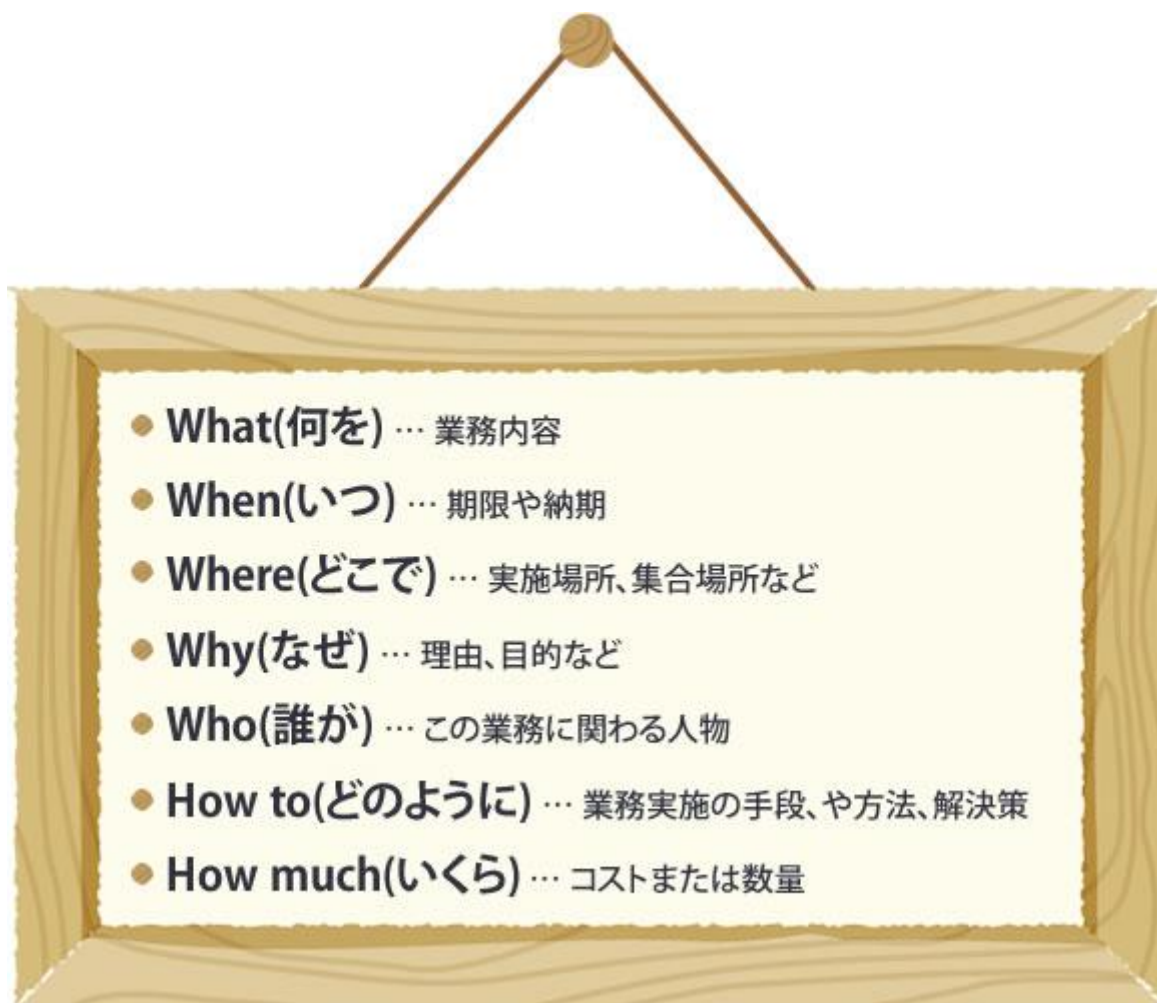 • What(何を) … 業務内容
• When(いつ) … 期限や納期
• Where(どこで) … 実施場所、集合場所など
• Why(なぜ) … 理由、目的など
• Who(誰が) … この業務に関わる人物
• How to(どのように) … 業務実施の手段、や方法、解決策
• How much(いくら) … コストまたは数量